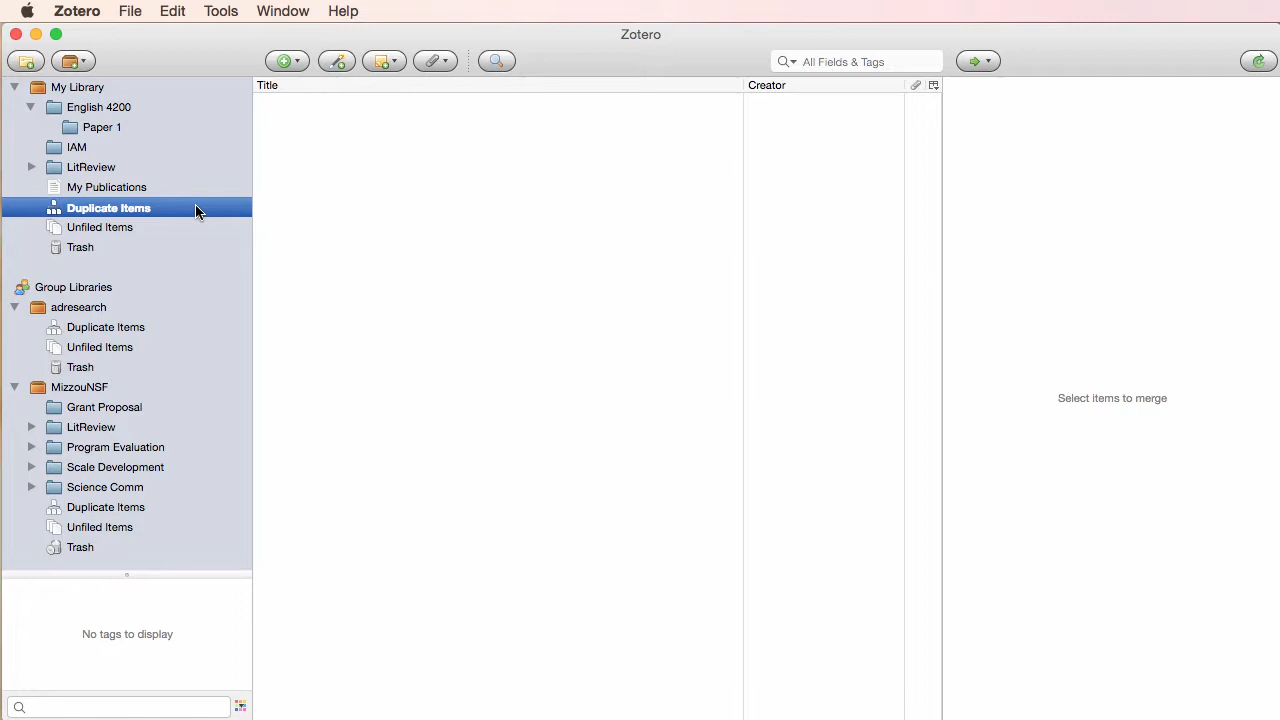 Zotero File Edit Tools Window Help
Zotero
All Fields & Tags
Title Creator
My Library
English 4200
Paper 1
IAM
LitReview
My Publications
Duplicate Items
Unfiled Items
Trash
Group Libraries
adresearch
Duplicate Items
Unfiled Items
Trash
MizzouNSF
Grant Proposal
LitReview
Program Evaluation
Scale Development
Science Comm
Duplicate Items
Unfiled Items
Trash
No tags to display
Select items to merge